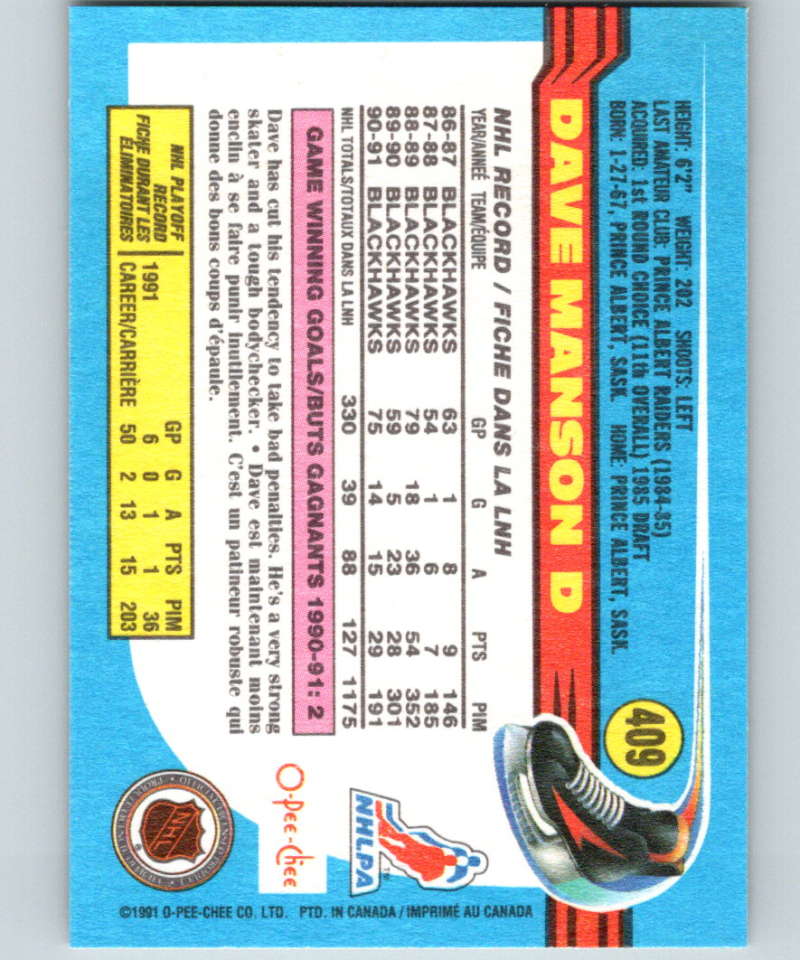 409
HEIGHT: 6'2" WEIGHT: 202 SHOOTS: LEFT
LAST AMATEUR CLUB: PRINCE ALBERT RAIDERS (1984-85)
ACQUIRED: 1st ROUND CHOICE (11th OVERALL) 1985 DRAFT
BORN: 1-27-67, PRINCE ALBERT, SASK. HOME: PRINCE ALBERT, SASK.
DAVE MANSON D
NHL RECORD / FICHE DANS LA LNH
YEAR/ANNÉE TEAM/ÉQUIPE GP G A PTS PIM
86-87 BLACKHAWKS 63 1 8 9 146
87-88 BLACKHAWKS 54 1 6 7 185
88-89 BLACKHAWKS 79 18 36 54 352
89-90 BLACKHAWKS 59 5 23 28 301
90-91 BLACKHAWKS 75 14 15 29 191
NHL TOTALS/TOTAUX DANS LA LNH 330 39 88 127 1175
GAME WINNING GOALS/BUTS GAGNANTS 1990-91: 2
Dave has cut his tendency to take bad penalties. He's a very strong
skater and a tough bodychecker. • Dave est maintenant moins
enclin à se faire punir inutilement. C'est un patineur robuste qui
donne des bons coups d'épaule.
NHL PLAYOFF
RECORD
FICHE DURANT LES
ÉLIMINATOIRES
GP G A PTS PIM
1991 6 0 1 1 36
CAREER/CARRIÈRE 50 2 13 15 203
NHLPA
TM
O-Pee-Chee
NHL
©1991 O-PEE-CHEE CO. LTD. PTD. IN CANADA / IMPRIMÉ AU CANADA